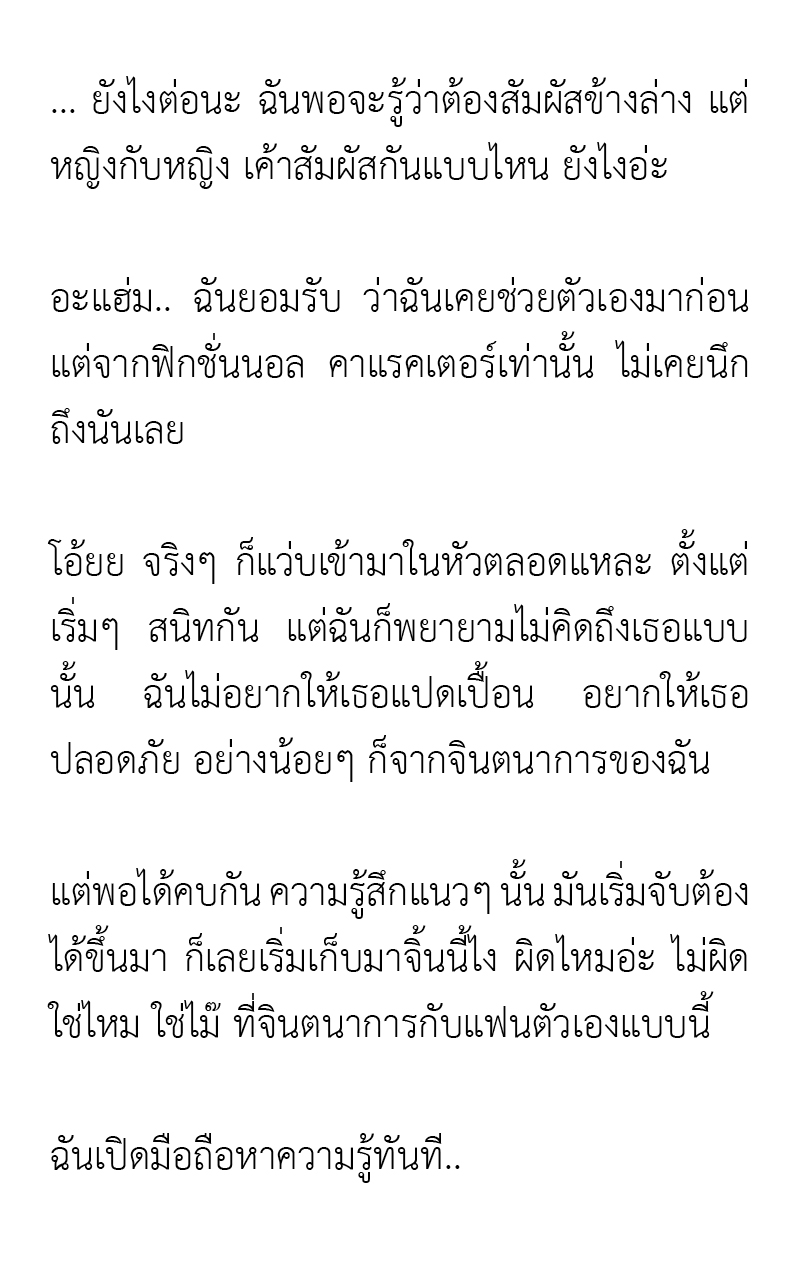 ... ยังไงต่อนะ ฉันพอจะรู้ว่าต้องสัมผัสข้างล่าง แต่
หญิงกับหญิง เค้าสัมผัสกันแบบไหน ยังไงอ่ะ
อะแฮ่ม.. ฉันยอมรับ ว่าฉันเคยช่วยตัวเองมาก่อน
แต่จากฟิกชั่นนอล คาแรคเตอร์เท่านั้น ไม่เคยนึก
ถึงนันเลย
โอ้ยย จริงๆ ก็แว่บเข้ามาในหัวตลอดแหละ ตั้งแต่
เริ่มๆ สนิทกัน แต่ฉันก็พยายามไม่คิดถึงเธอแบบ
นั้น ฉันไม่อยากให้เธอแปดเปื้อน อยากให้เธอ
ปลอดภัย อย่างน้อยๆ ก็จากจินตนาการของฉัน
แต่พอได้คบกัน ความรู้สึกแนวๆ นั้น มันเริ่มจับต้อง
ได้ขึ้นมา ก็เลยเริ่มเก็บมาจิ้นนี้ไง ผิดไหมอ่ะ ไม่ผิด
ใช่ไหม ใช่ไม๊ ที่จินตนาการกับแฟนตัวเองแบบนี้
ฉันเปิดมือถือหาความรู้ทันที..